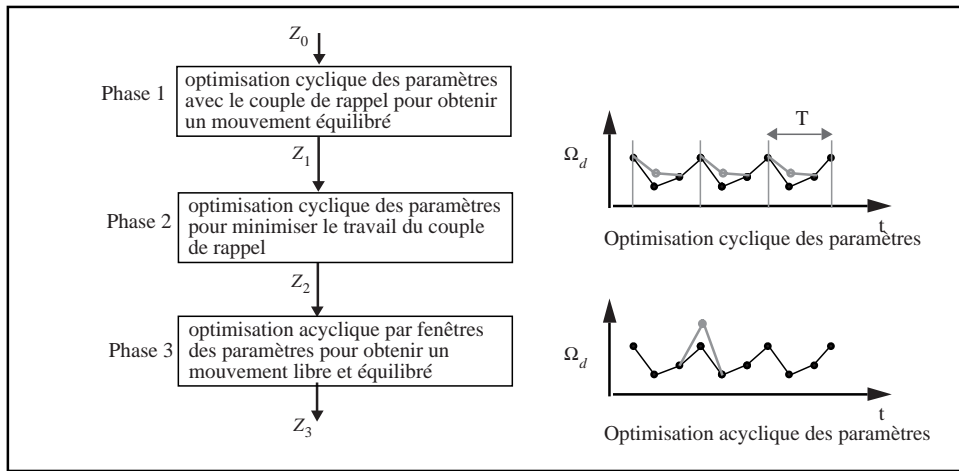 Z0
Phase 1
optimisation cyclique des paramètres
avec le couple de rappel pour obtenir
un mouvement équilibré
Z1
Phase 2
optimisation cyclique des paramètres
pour minimiser le travail du couple
de rappel
Z2
Phase 3
optimisation acyclique par fenêtres
des paramètres pour obtenir un
mouvement libre et équilibré
Z3
T
Ωd
t
Optimisation cyclique des paramètres
Ωd
t
Optimisation acyclique des paramètres